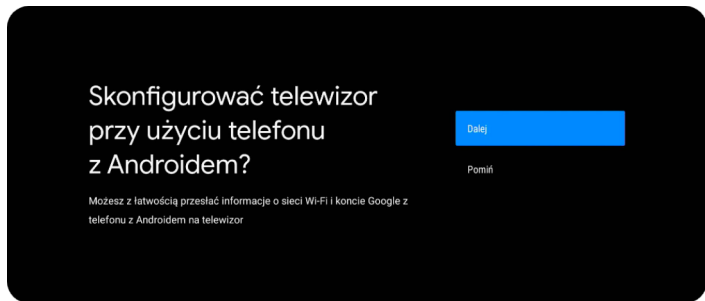 Skonfigurować telewizor
przy użyciu telefonu
z Androidem?
Możesz z łatwością przesłać informacje o sieci Wi-Fi i koncie Google z
telefonu z Androidem na telewizor
Dalej
Pomiń